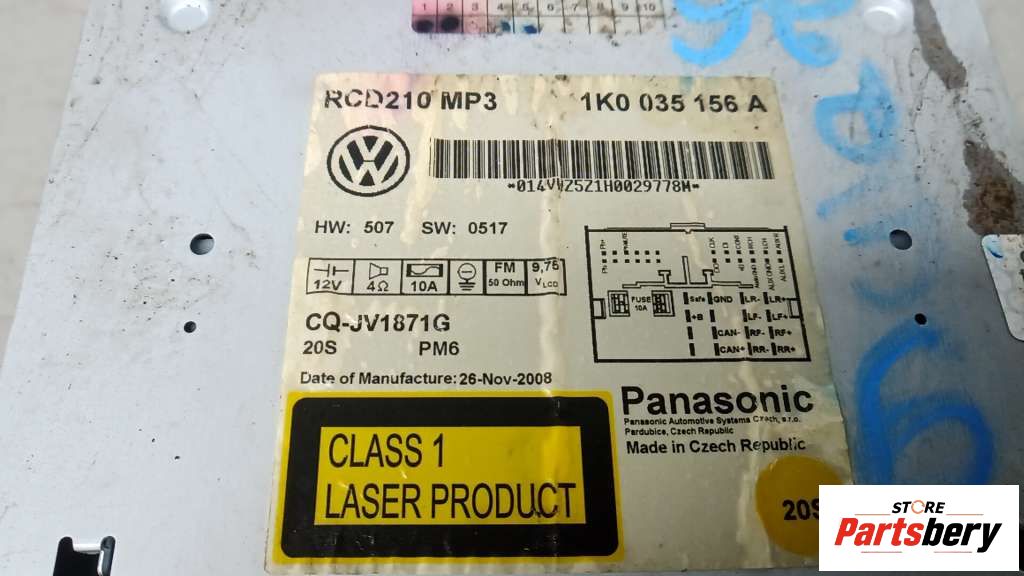 1 2 3 4 5 6 7 8 9 10
RCD210 MP3 1K0 035 156 A
HW: 507 SW: 0517
12V 4Ω 10A FM 50 Ohm 9,75 VLCD
FUSE 10A
Safe GND LR- LR+
+B LF- LF+
CAN- RF- RF+
CAN+ RR- RR+
CQ-JV1871G
20S PM6
Date of Manufacture: 26-Nov-2008
CLASS 1
LASER PRODUCT
Panasonic
Panasonic Automotive Systems Czech, s.r.o.
Pardubice, Czech Republic
Made in Czech Republic
20S
STORE
Partsbery